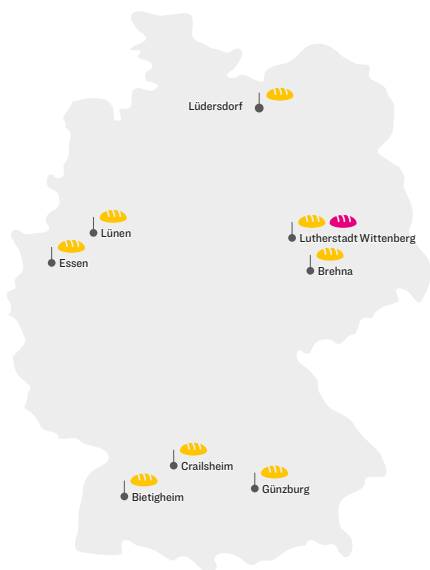 Lüdersdorf
Lünen
Lutherstadt Wittenberg
Essen
Brehna
Crailsheim
Günzburg
Bietigheim